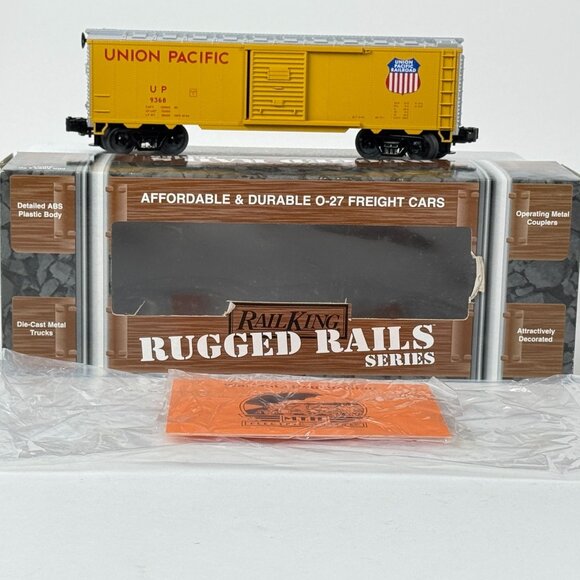 UNION PACIFIC
U P
9368
UNION
PACIFIC
RAILROAD
AFFORDABLE & DURABLE O-27 FREIGHT CARS
Detailed ABS
Plastic Body
Operating Metal
Couplers
Die-Cast Metal
Trucks
Attractively
Decorated
RAILKING
RUGGED RAILS
SERIES
MTH